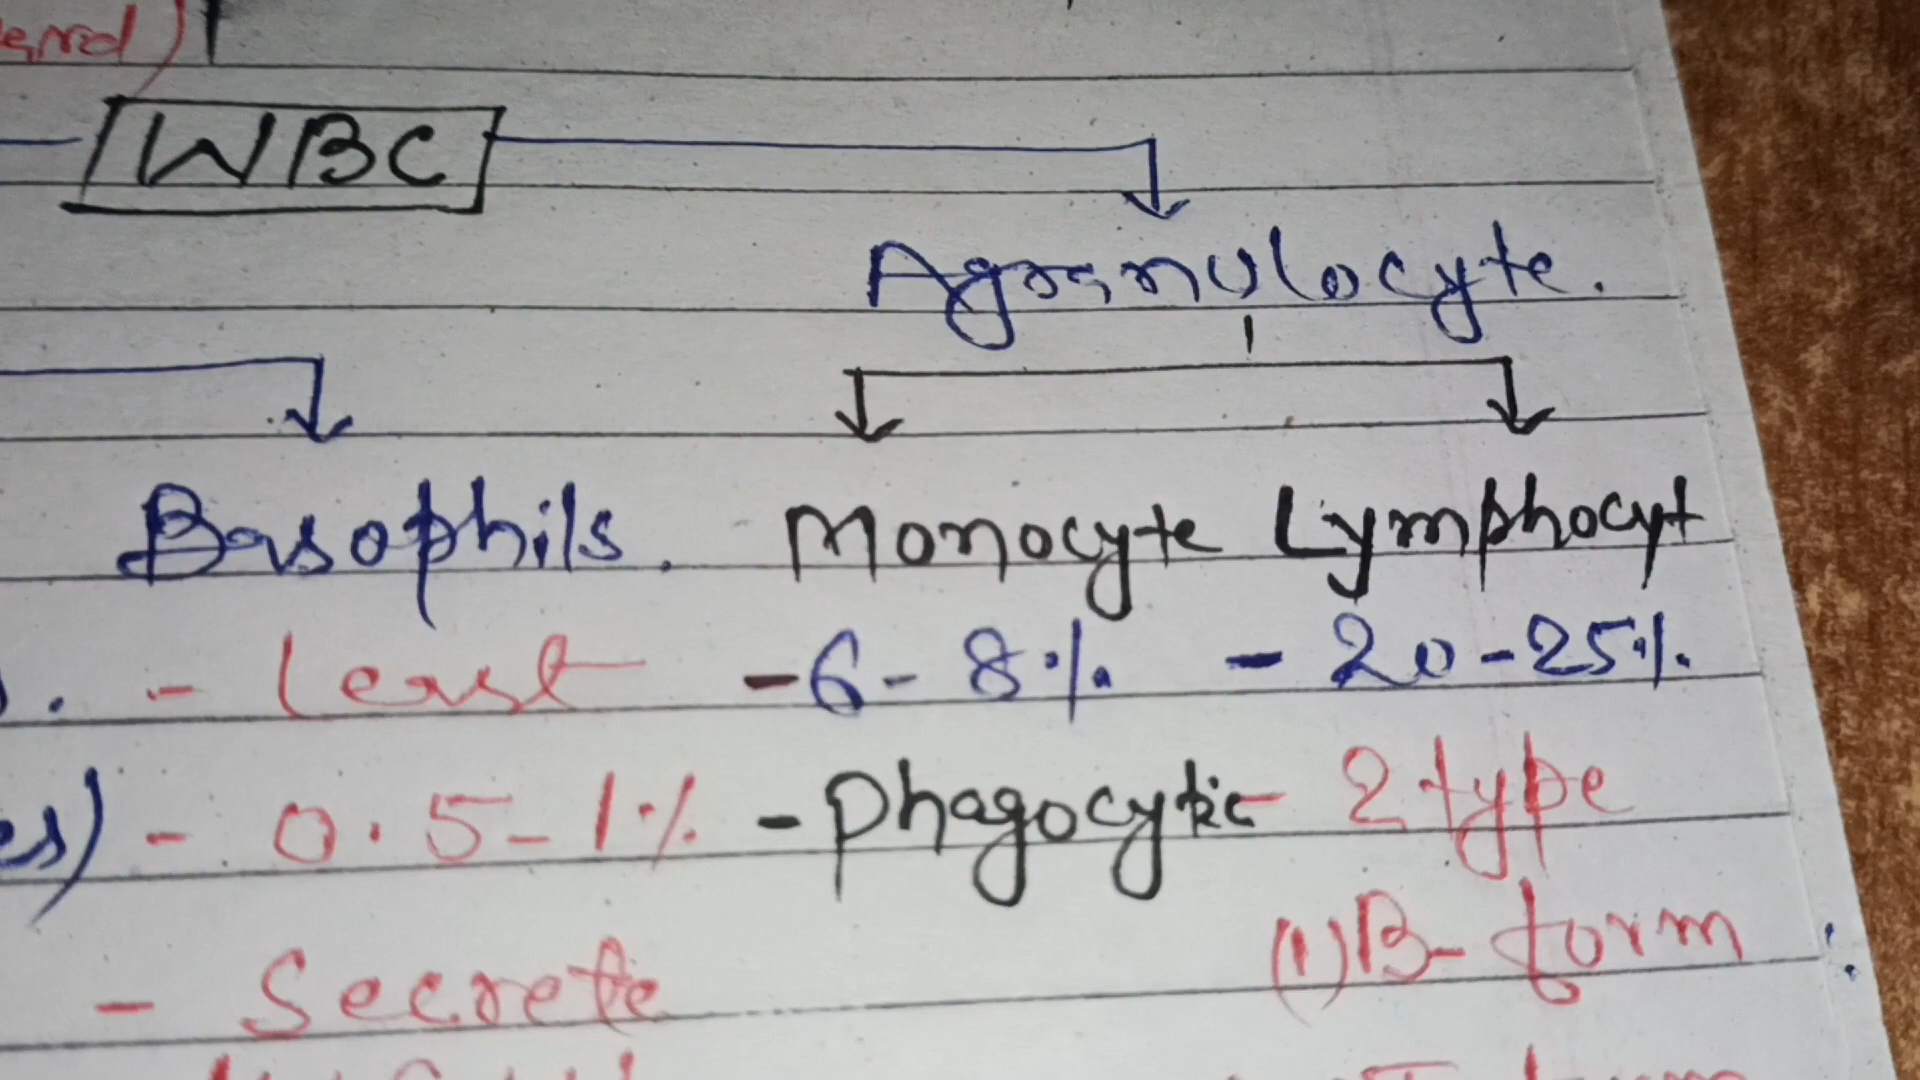 WBC
Agranulocyte.
Basophils. Monocyte Lymphocyt
- Least - 6 - 8% - 20 - 25%
- 0.5 - 1% - Phagocytic - 2 type
- Secrete (1) B - form